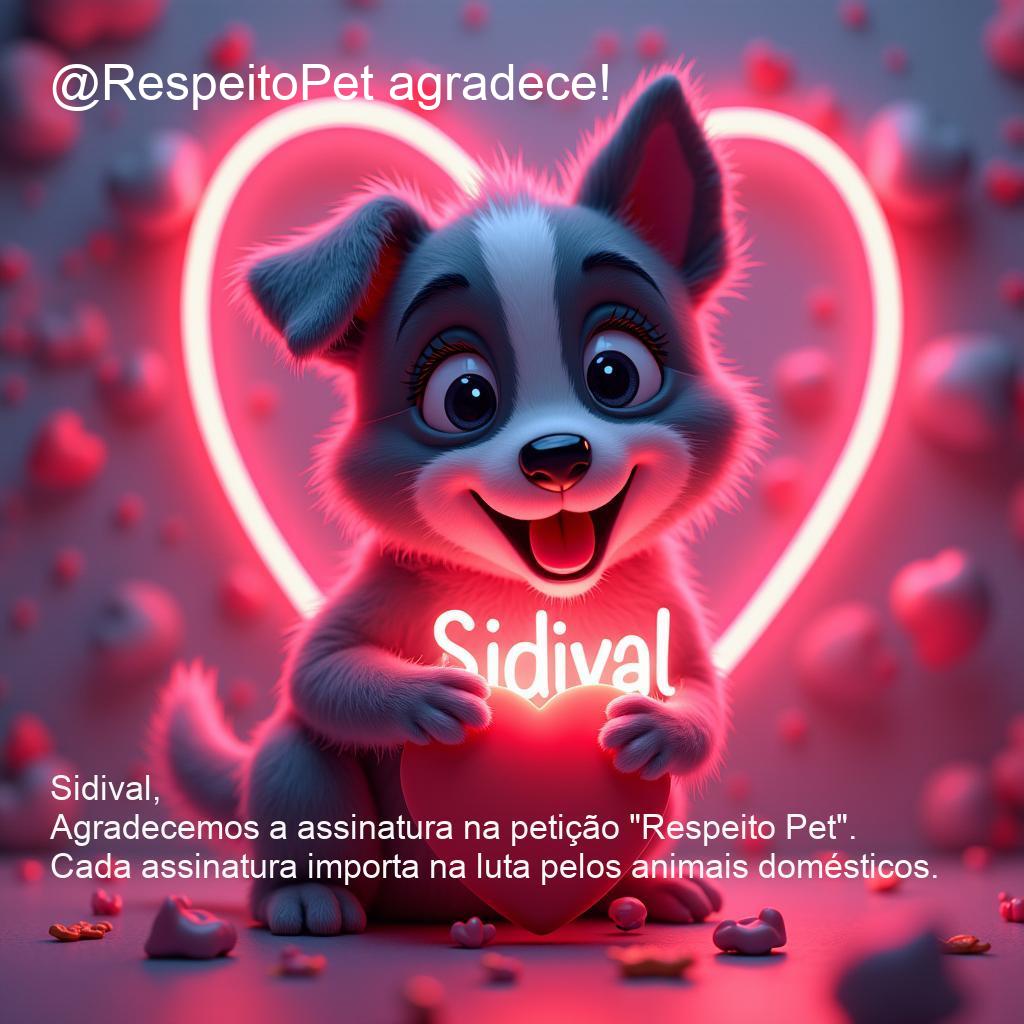 @RespeitoPet agradece!
Sidival
Sidival,
Agradecemos a assinatura na petição "Respeito Pet".
Cada assinatura importa na luta pelos animais domésticos.